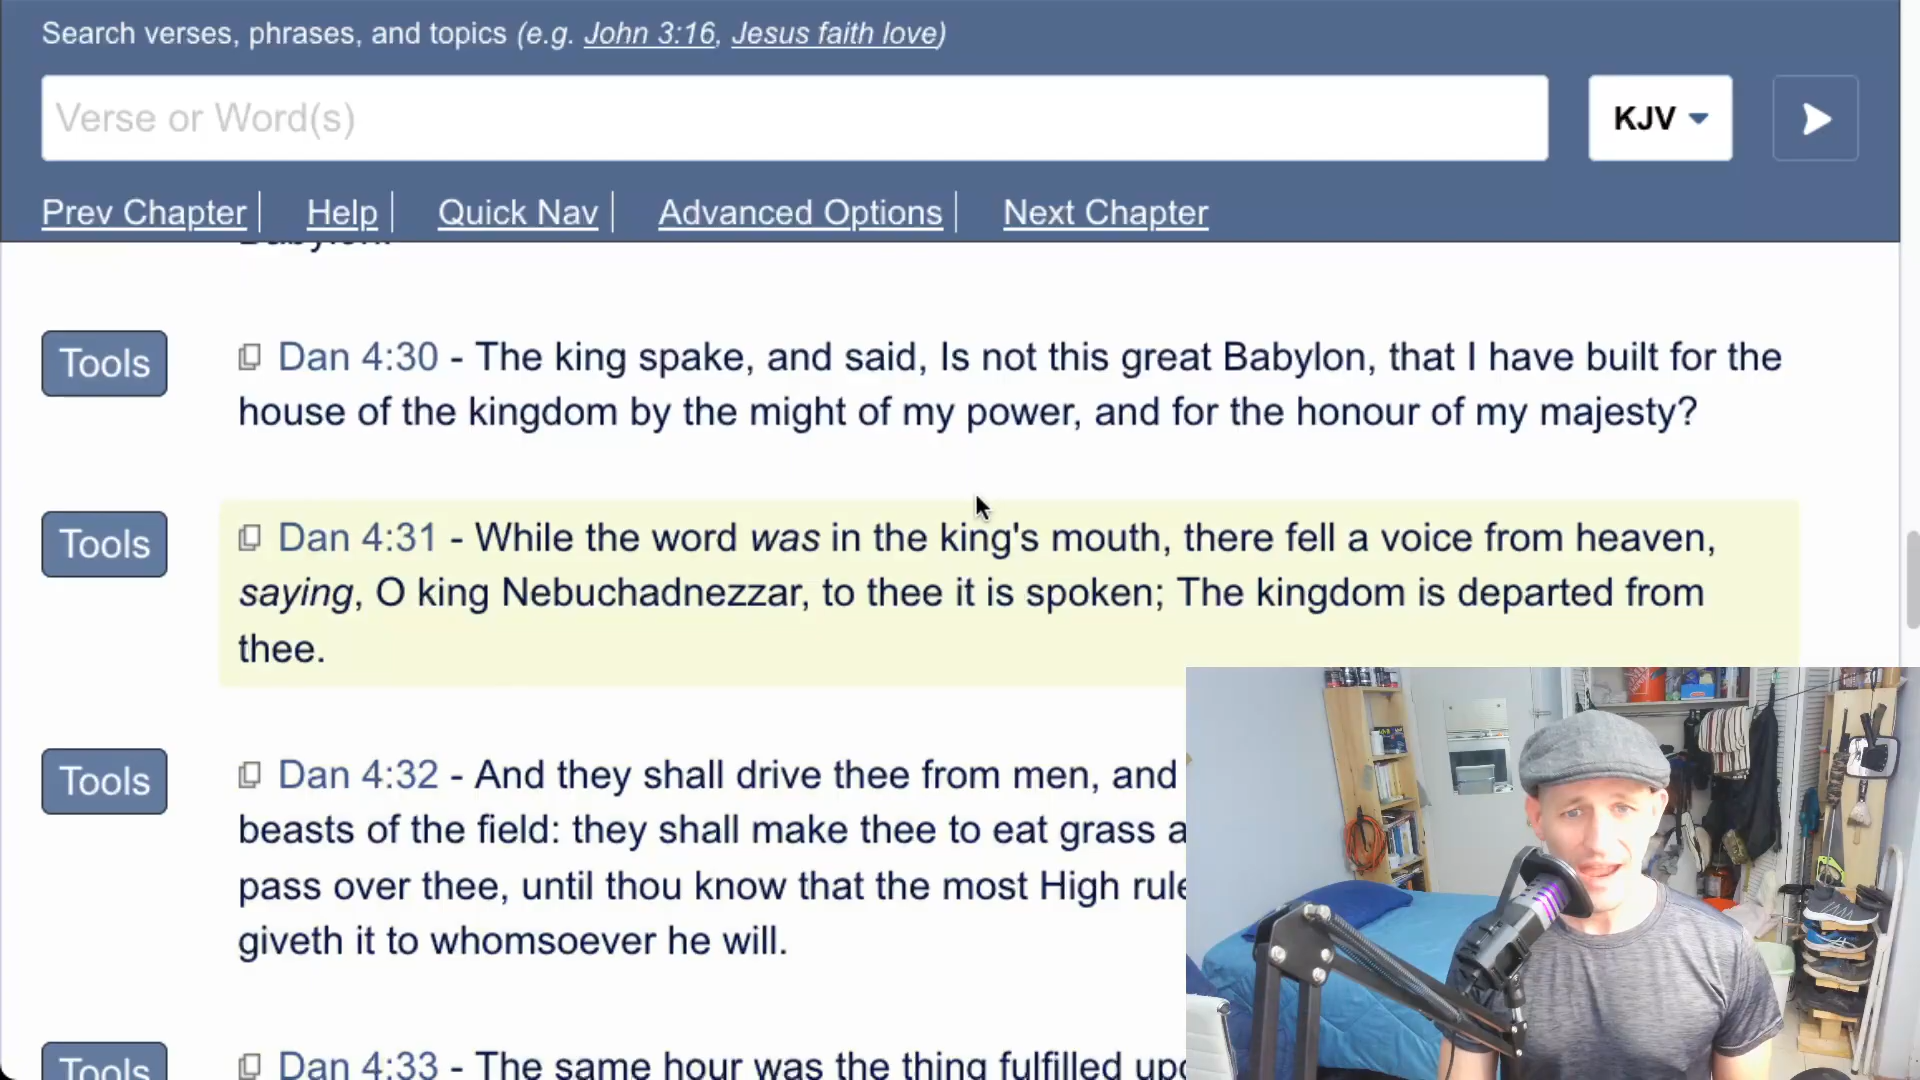 Search verses, phrases, and topics (e.g. John 3:16, Jesus faith love)
Verse or Word(s)
KJV
Prev Chapter
Help
Quick Nav
Advanced Options
Next Chapter
Babylon.
Tools
Dan 4:30 - The king spake, and said, Is not this great Babylon, that I have built for the
house of the kingdom by the might of my power, and for the honour of my majesty?
Tools
Dan 4:31 - While the word was in the king's mouth, there fell a voice from heaven,
saying, O king Nebuchadnezzar, to thee it is spoken; The kingdom is departed from
thee.
Tools
Dan 4:32 - And they shall drive thee from men, and
beasts of the field: they shall make thee to eat grass a
pass over thee, until thou know that the most High rule
giveth it to whomsoever he will.
Tools
Dan 4:33 - The same hour was the thing fulfilled upo